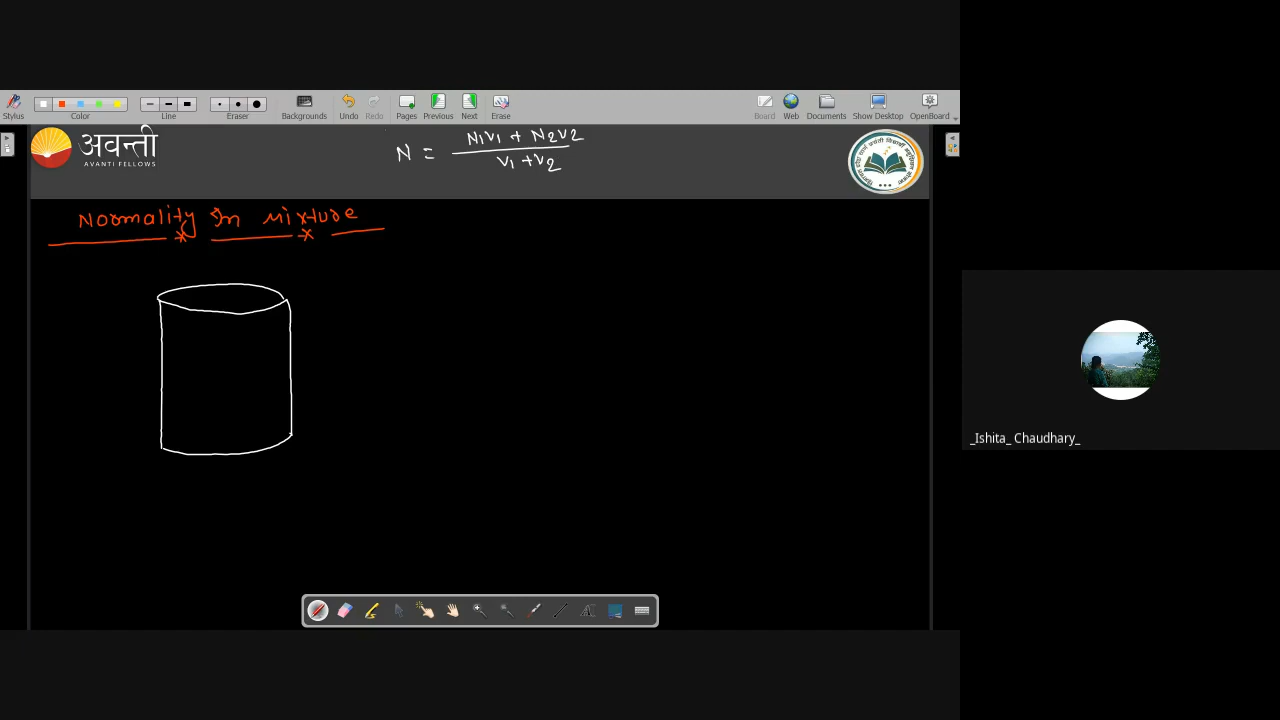 Stylus
Color
Line
Eraser
Backgrounds
Undo
Redo
Pages
Previous
Next
Erase
Board
Web
Documents
Show Desktop
OpenBoard
अवन्ती
AVANTI FELLOWS
N = N1V1 + N2V2
V1 + V2
Normality In Mixture
_Ishita_ Chaudhary_